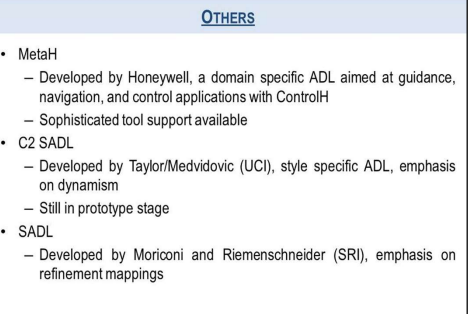 OTHERS
• MetaH
– Developed by Honeywell, a domain specific ADL aimed at guidance,
navigation, and control applications with ControlH
– Sophisticated tool support available
• C2 SADL
– Developed by Taylor/Medvidovic (UCI), style specific ADL, emphasis
on dynamism
– Still in prototype stage
• SADL
– Developed by Moriconi and Riemenschneider (SRI), emphasis on
refinement mappings